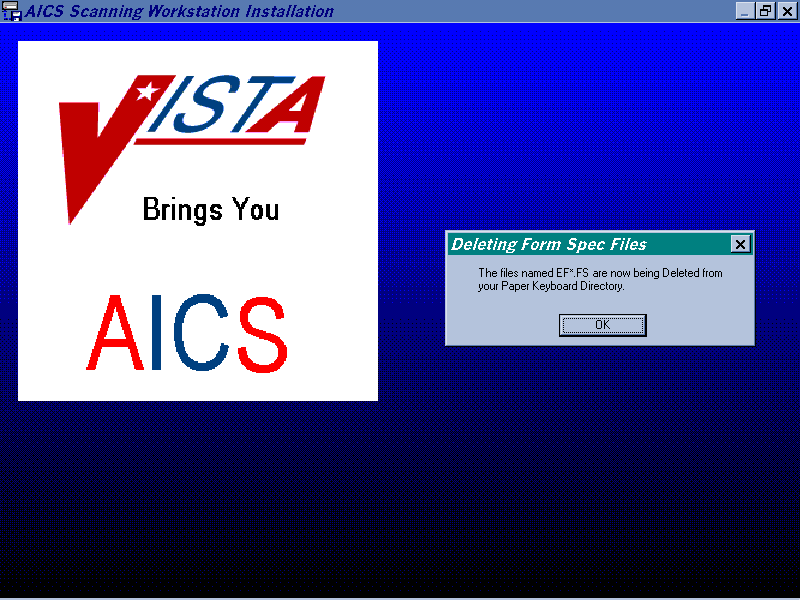 AICS Scanning Workstation Installation
VISTA
Brings You
AICS
Deleting Form Spec Files
The files named EF*.FS are now being Deleted from
your Paper Keyboard Directory.
OK